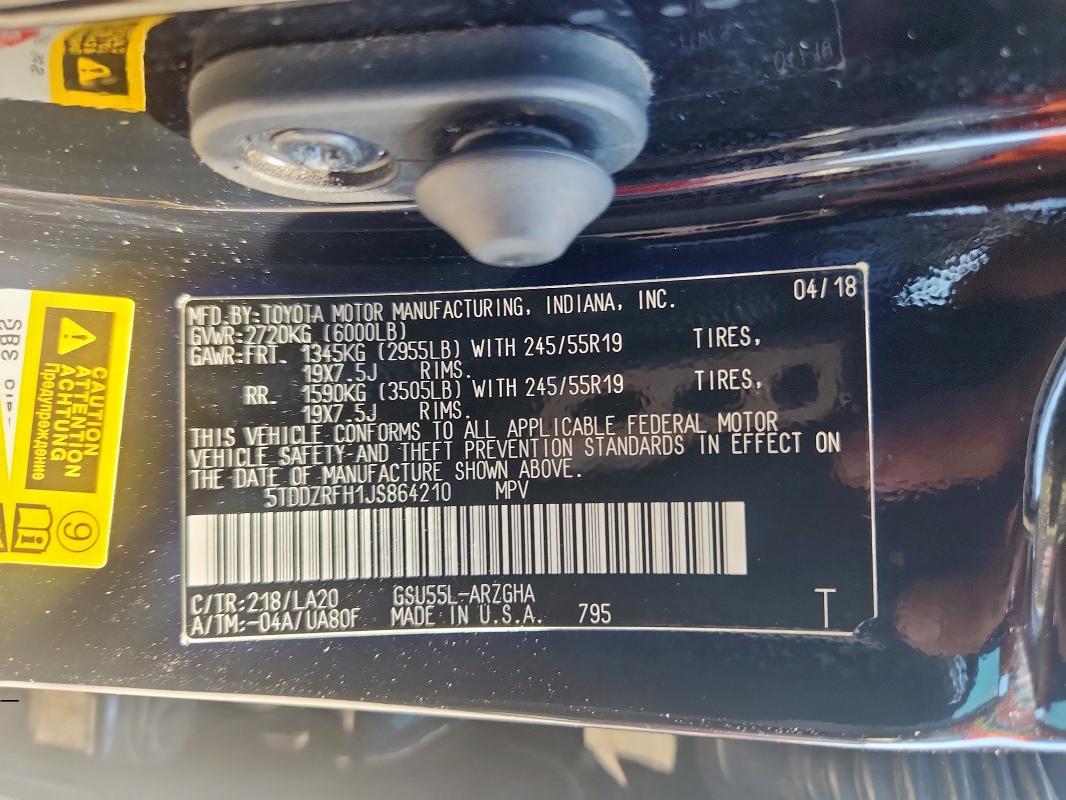 04/18
MFD.BY:TOYOTA MOTOR MANUFACTURING, INDIANA, INC.
GVWR:2720KG (6000LB)
GAWR:FRT. 1345KG (2955LB) WITH 245/55R19 TIRES,
19X7.5J RIMS.
RR. 1590KG (3505LB) WITH 245/55R19 TIRES,
19X7.5J RIMS.
THIS VEHICLE CONFORMS TO ALL APPLICABLE FEDERAL MOTOR
VEHICLE SAFETY AND THEFT PREVENTION STANDARDS IN EFFECT ON
THE DATE OF MANUFACTURE SHOWN ABOVE.
5TDDZRFH1JS864210 MPV
C/TR:218/LA20 GSU55L-ARZGHA
A/TM:-04A/UA80F MADE IN U.S.A. 795
T
CAUTION
ATTENTION
ACHTUNG
Предупреждение
9